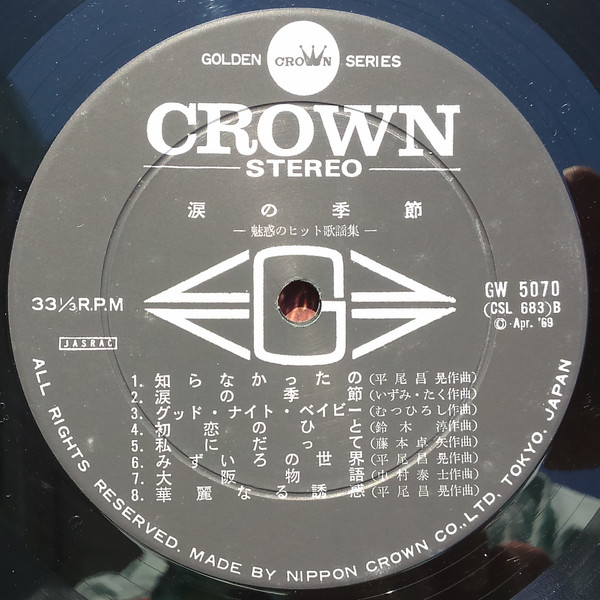 GOLDEN CROWN SERIES
CROWN
STEREO
涙の季節
— 魅惑のヒット歌謡集 —
G
33⅓R.P.M
GW 5070
(CSL 683)B
Ⓒ・Apr. '69
JASRAC
1. 知らなかったの(平尾昌晃作曲)
2. 涙の季節(いずみ・たく作曲)
3. グッド・ナイト・ベイビー(むつひろし作曲)
4. 初恋のひと(鈴木淳作曲)
5. 私にだって(藤本卓矢作曲)
6. みずいろの世界(平尾昌晃作曲)
7. 大阪物語(中村泰士作曲)
8. 華麗なる誘惑(平尾昌晃作曲)
ALL RIGHTS RESERVED. MADE BY NIPPON CROWN CO., LTD, TOKYO, JAPAN